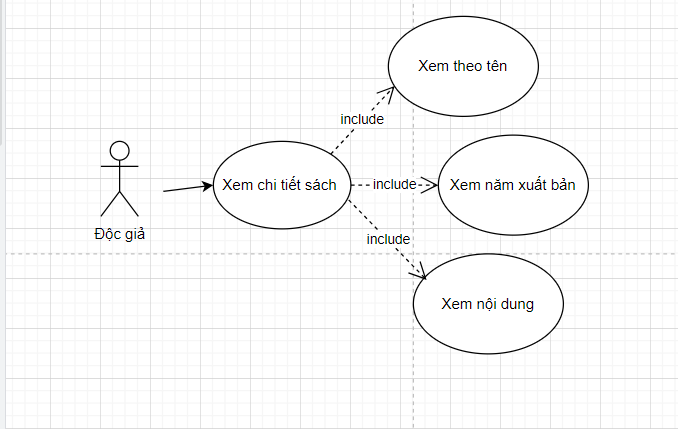 Xem theo tên
include
Xem chi tiết sách
include
Xem năm xuất bản
Độc giả
include
Xem nội dung